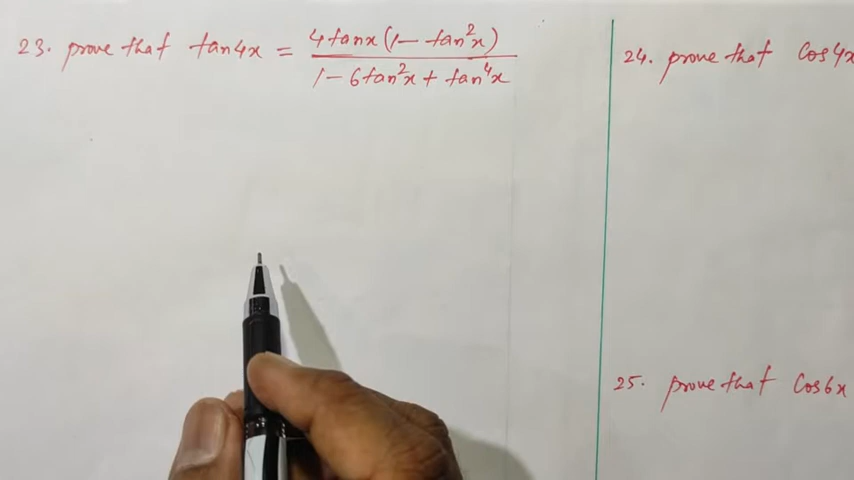 23. prove that tan4x = 4tanx(1 - tan²x) / 1 - 6tan²x + tan⁴x
24. prove that cos4x
25. prove that cos6x